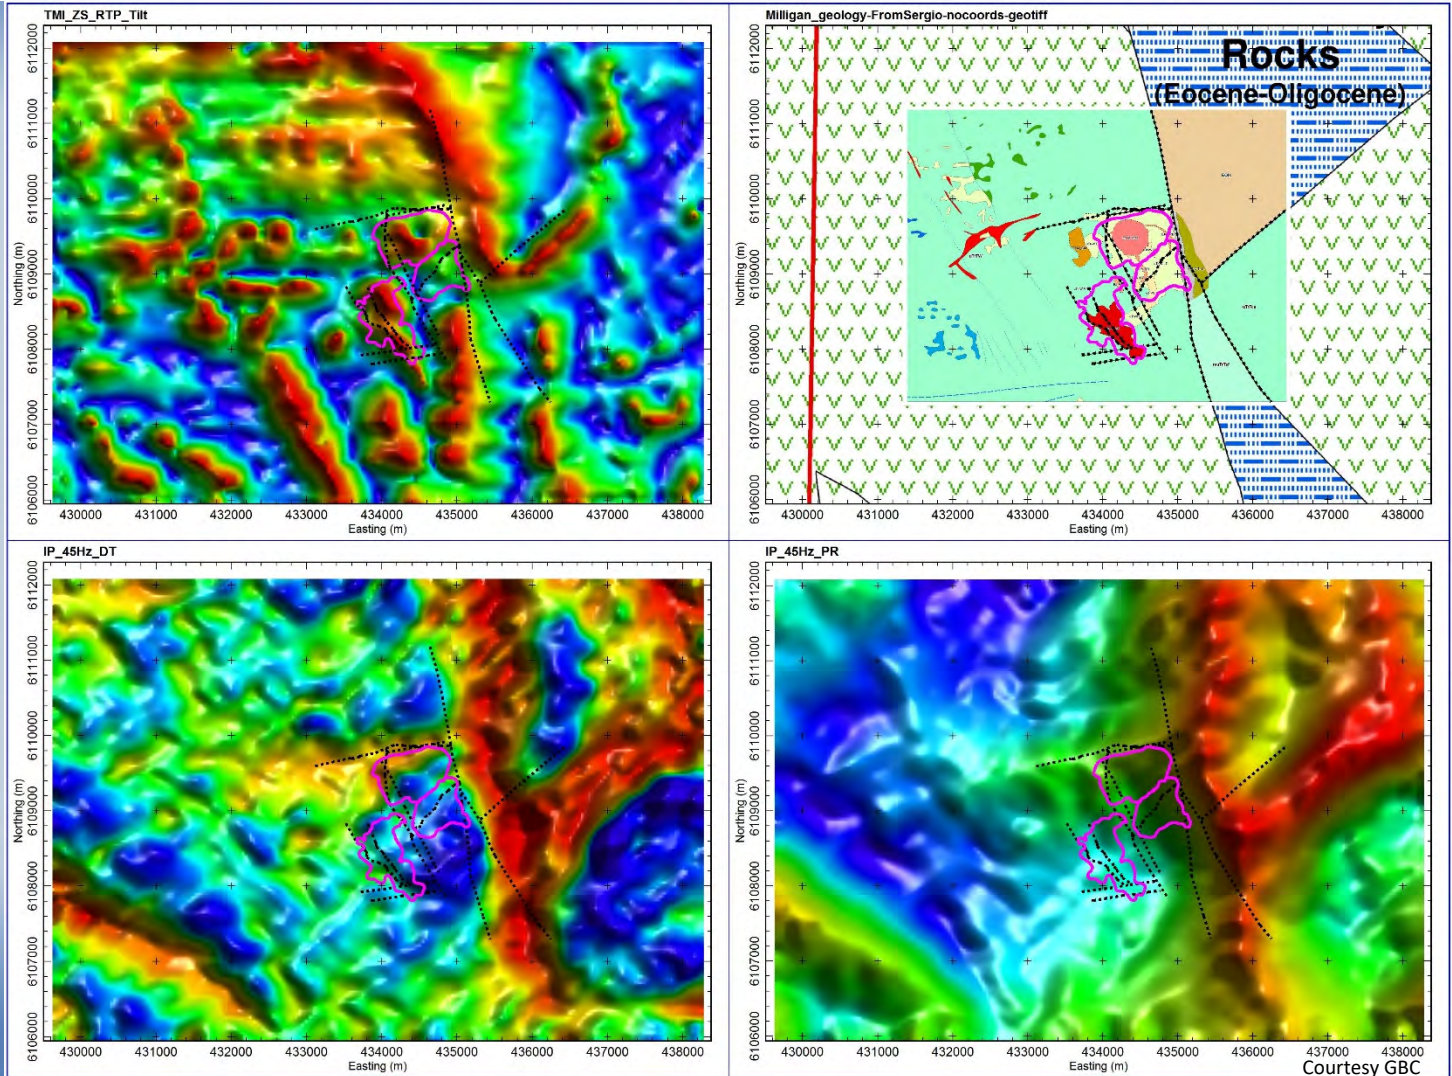 TMI_ZS_RTP_Tilt
6112000
6111000
6110000
6109000
6108000
6107000
6106000
Northing (m)
430000 431000 432000 433000 434000 435000 436000 437000 438000
Easting (m)
Milligan_geology-FromSergio-nocoords-geotiff
Rocks
(Eocene-Oligocene)
6112000
6111000
6110000
6109000
6108000
6107000
6106000
Northing (m)
430000 431000 432000 433000 434000 435000 436000 437000 438000
Easting (m)
IP_45Hz_DT
6112000
6111000
6110000
6109000
6108000
6107000
6106000
Northing (m)
430000 431000 432000 433000 434000 435000 436000 437000 438000
Easting (m)
IP_45Hz_PR
6112000
6111000
6110000
6109000
6108000
6107000
6106000
Northing (m)
430000 431000 432000 433000 434000 435000 436000 437000 438000
Easting (m)
Courtesy GBC